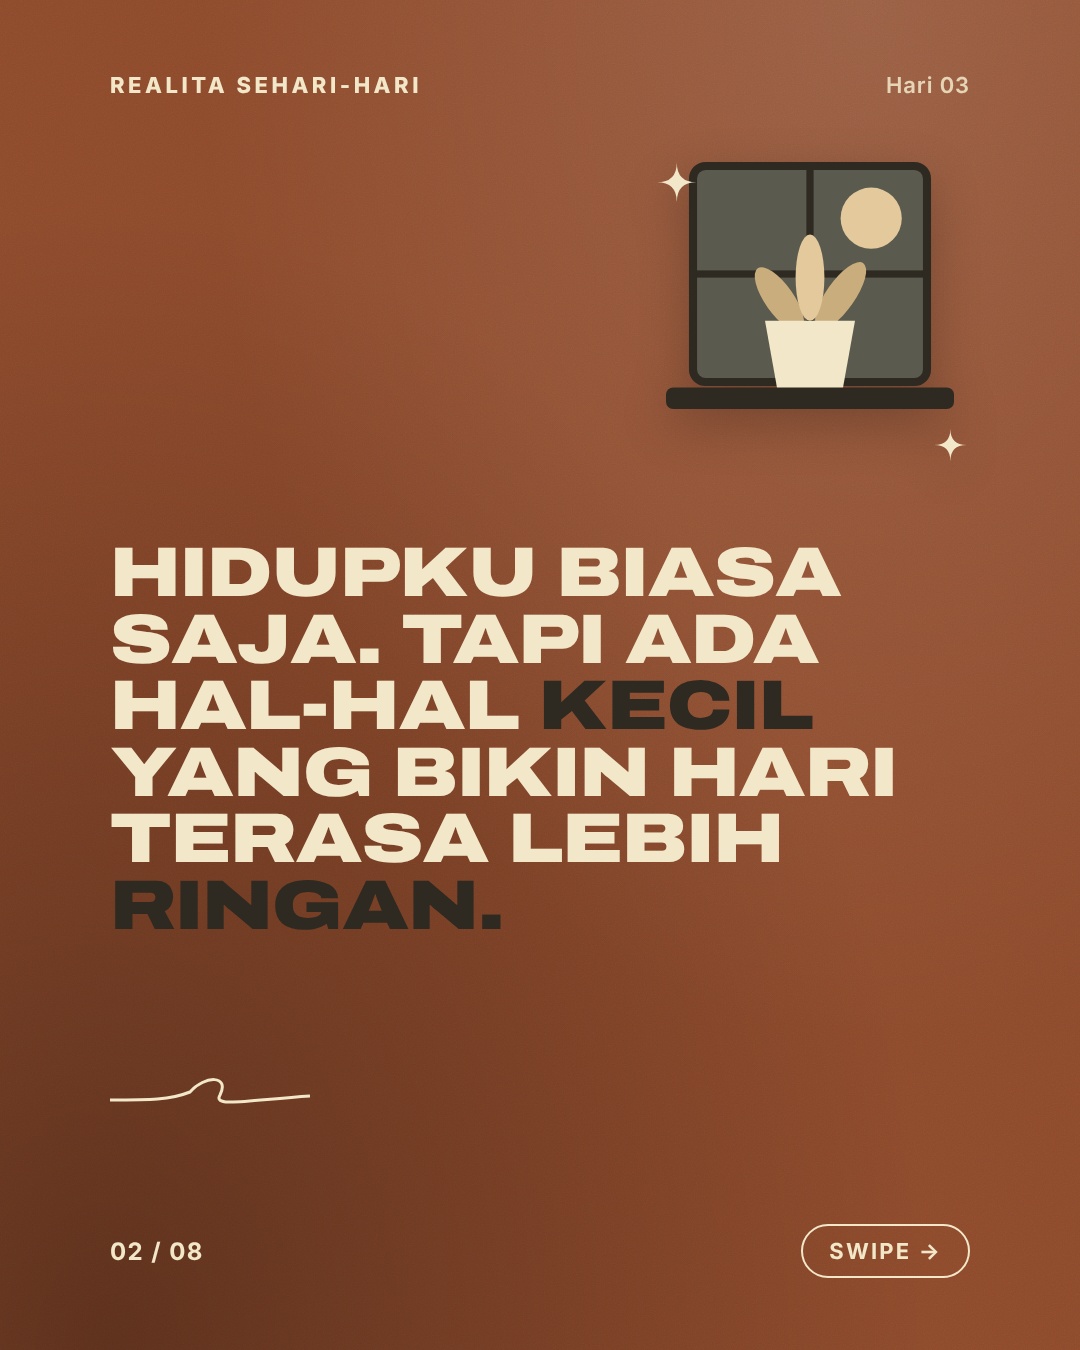 REALITA SEHARI-HARI
Hari 03
HIDUPKU BIASA
SAJA. TAPI ADA
HAL-HAL KECIL
YANG BIKIN HARI
TERASA LEBIH
RINGAN.
02 / 08
SWIPE →